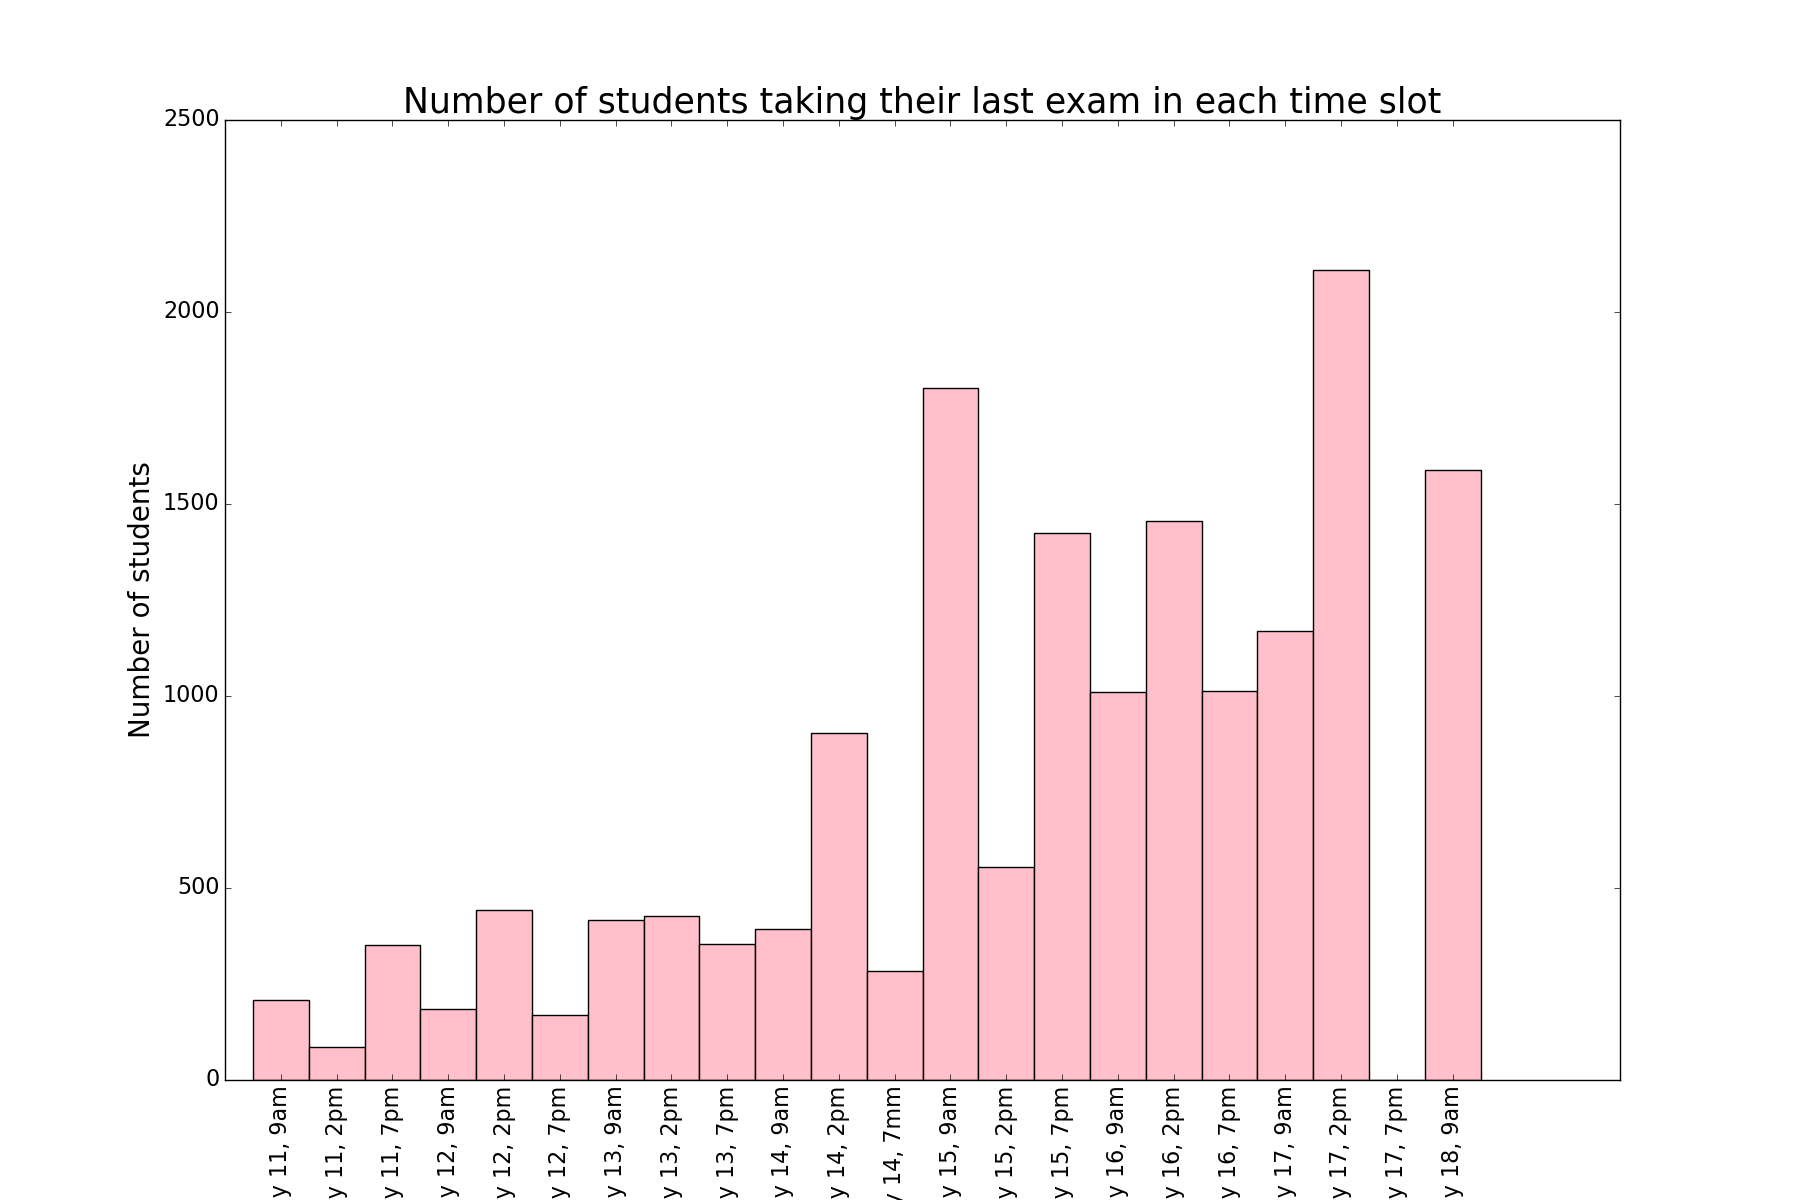 Number of students taking their last exam in each time slot
Number of students
2500
2000
1500
1000
500
0
y 11, 9am
y 11, 2pm
y 11, 7pm
y 12, 9am
y 12, 2pm
y 12, 7pm
y 13, 9am
y 13, 2pm
y 13, 7pm
y 14, 9am
y 14, 2pm
y 14, 7mm
y 15, 9am
y 15, 2pm
y 15, 7pm
y 16, 9am
y 16, 2pm
y 16, 7pm
y 17, 9am
y 17, 2pm
y 17, 7pm
y 18, 9am